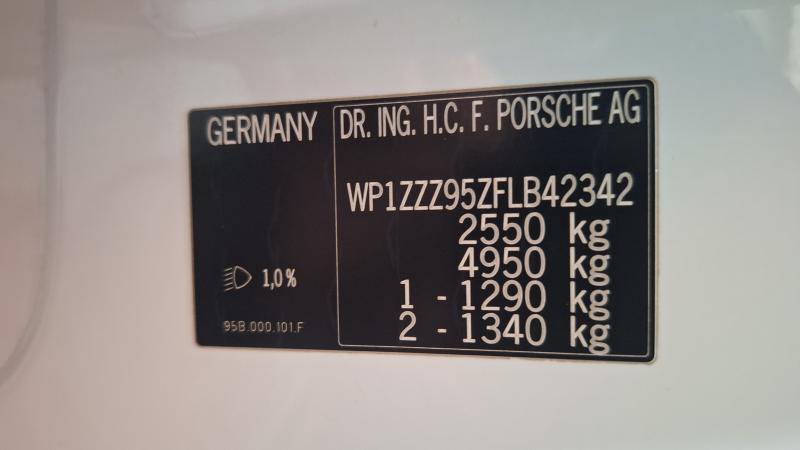 GERMANY
DR. ING. H.C. F. PORSCHE AG
WP1ZZZ95ZFLB42342
2550 kg
4950 kg
1 - 1290 kg
2 - 1340 kg
1,0%
95B.000.101.F